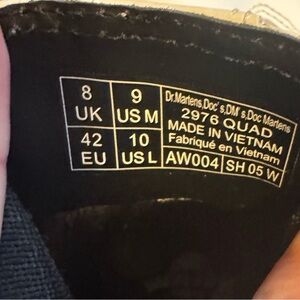 8 UK
9 US M
42 EU
10 US L
Dr.Martens,Doc's,DM's,Doc Martens
2976 QUAD
MADE IN VIETNAM
Fabriqué en Vietnam
AW004 SH 05 W